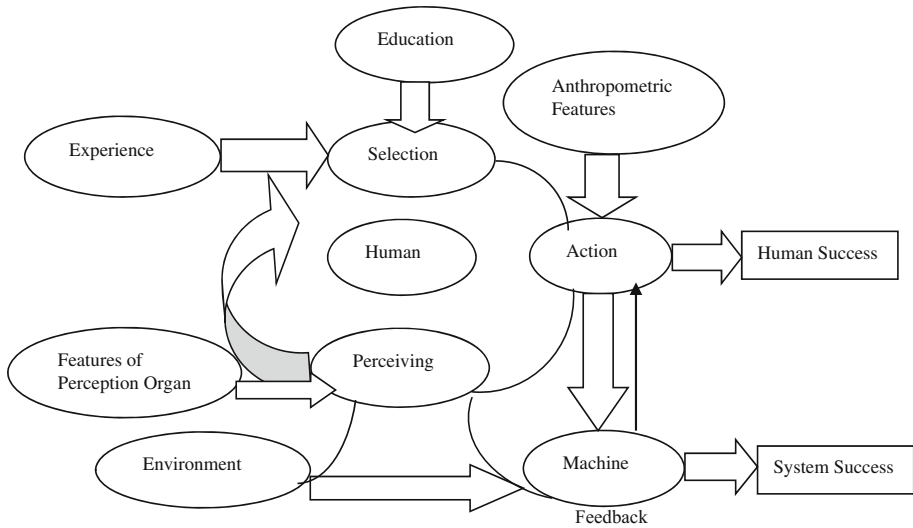 Education
Anthropometric
Features
Experience
Selection
Human
Action
Human Success
Features of
Perception Organ
Perceiving
Environment
Machine
System Success
Feedback